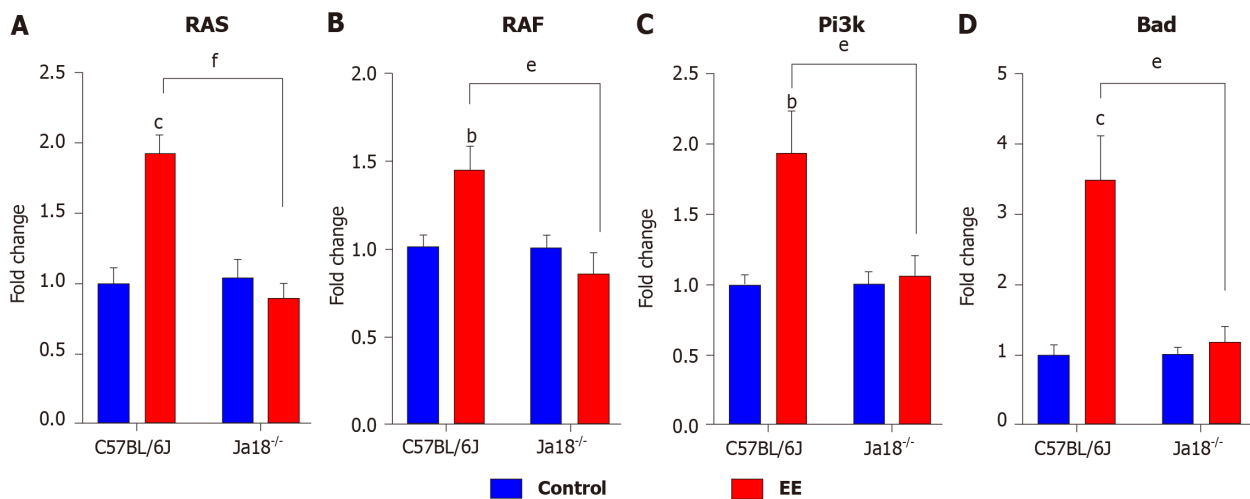 A RAS
f
c
2.5
2.0
1.5
1.0
0.5
0.0
Fold change
C57BL/6J Ja18-/-
B RAF
e
b
2.0
1.5
1.0
0.5
0.0
Fold change
C57BL/6J Ja18-/-
C Pi3k
e
b
2.5
2.0
1.5
1.0
0.5
0.0
Fold change
C57BL/6J Ja18-/-
D Bad
e
c
5
4
3
2
1
0
Fold change
C57BL/6J Ja18-/-
Control EE